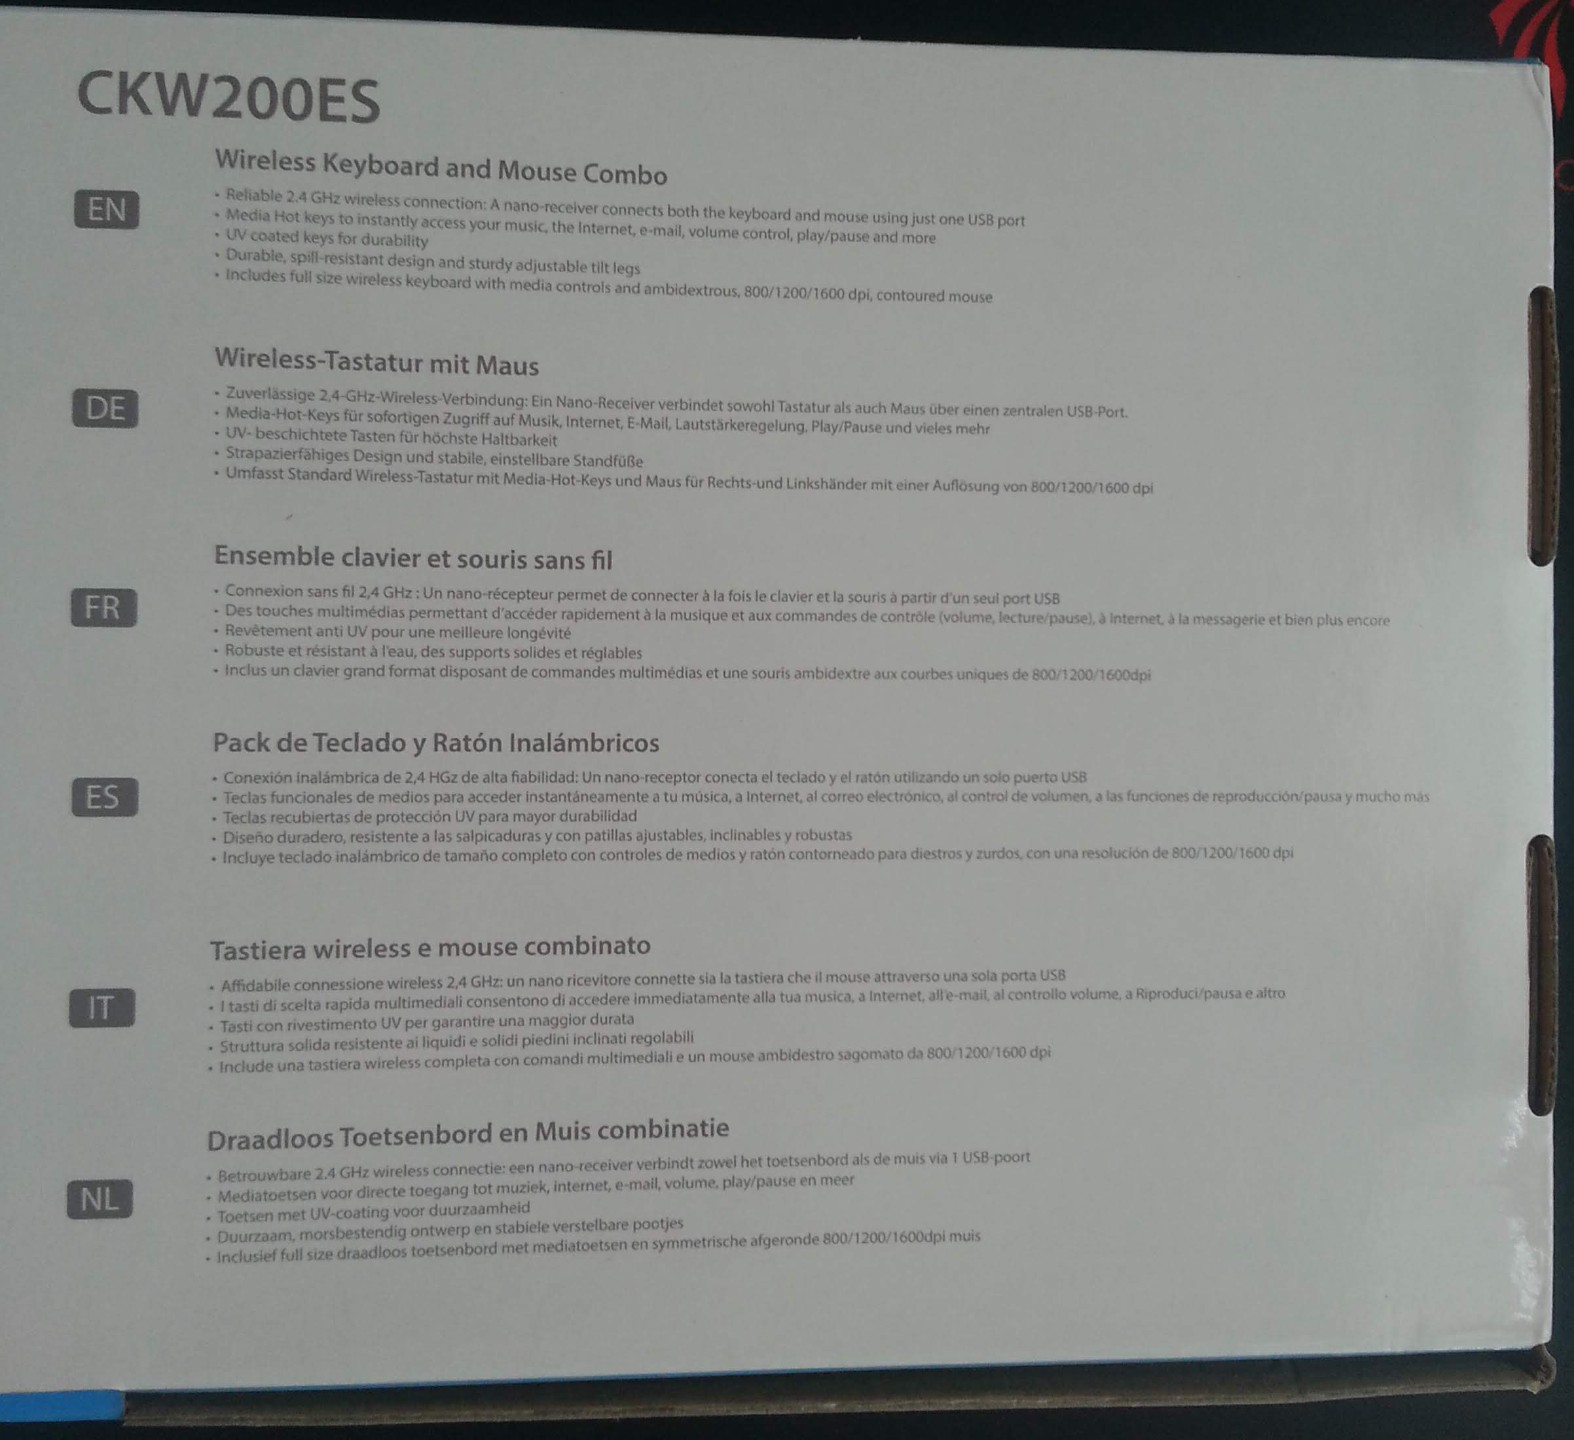 CKW200ES
EN
Wireless Keyboard and Mouse Combo
• Reliable 2.4 GHz wireless connection: A nano-receiver connects both the keyboard and mouse using just one USB port
• Media Hot keys to instantly access your music, the Internet, e-mail, volume control, play/pause and more
• UV coated keys for durability
• Durable, spill-resistant design and sturdy adjustable tilt legs
• Includes full size wireless keyboard with media controls and ambidextrous, 800/1200/1600 dpi, contoured mouse
DE
Wireless-Tastatur mit Maus
• Zuverlässige 2,4-GHz-Wireless-Verbindung: Ein Nano-Receiver verbindet sowohl Tastatur als auch Maus über einen zentralen USB-Port.
• Media-Hot-Keys für sofortigen Zugriff auf Musik, Internet, E-Mail, Lautstärkeregelung, Play/Pause und vieles mehr
• UV- beschichtete Tasten für höchste Haltbarkeit
• Strapazierfähiges Design und stabile, einstellbare Standfüße
• Umfasst Standard Wireless-Tastatur mit Media-Hot-Keys und Maus für Rechts-und Linkshänder mit einer Auflösung von 800/1200/1600 dpi
FR
Ensemble clavier et souris sans fil
• Connexion sans fil 2,4 GHz : Un nano-récepteur permet de connecter à la fois le clavier et la souris à partir d'un seul port USB
• Des touches multimédias permettant d'accéder rapidement à la musique et aux commandes de contrôle (volume, lecture/pause), à Internet, à la messagerie et bien plus encore
• Revêtement anti UV pour une meilleure longévité
• Robuste et résistant à l'eau, des supports solides et réglables
• Inclus un clavier grand format disposant de commandes multimédias et une souris ambidextre aux courbes uniques de 800/1200/1600dpi
ES
Pack de Teclado y Ratón Inalámbricos
• Conexión inalámbrica de 2,4 HGz de alta fiabilidad: Un nano-receptor conecta el teclado y el ratón utilizando un solo puerto USB
• Teclas funcionales de medios para acceder instantáneamente a tu música, a Internet, al correo electrónico, al control de volumen, a las funciones de reproducción/pausa y mucho más
• Teclas recubiertas de protección UV para mayor durabilidad
• Diseño duradero, resistente a las salpicaduras y con patillas ajustables, inclinables y robustas
• Incluye teclado inalámbrico de tamaño completo con controles de medios y ratón contorneado para diestros y zurdos, con una resolución de 800/1200/1600 dpi
IT
Tastiera wireless e mouse combinato
• Affidabile connessione wireless 2,4 GHz: un nano ricevitore connette sia la tastiera che il mouse attraverso una sola porta USB
• I tasti di scelta rapida multimediali consentono di accedere immediatamente alla tua musica, a Internet, all'e-mail, al controllo volume, a Riproduci/pausa e altro
• Tasti con rivestimento UV per garantire una maggior durata
• Struttura solida resistente ai liquidi e solidi piedini inclinati regolabili
• Include una tastiera wireless completa con comandi multimediali e un mouse ambidestro sagomato da 800/1200/1600 dpi
NL
Draadloos Toetsenbord en Muis combinatie
• Betrouwbare 2.4 GHz wireless connectie: een nano-receiver verbindt zowel het toetsenbord als de muis via 1 USB-poort
• Mediatoetsen voor directe toegang tot muziek, internet, e-mail, volume, play/pause en meer
• Toetsen met UV-coating voor duurzaamheid
• Duurzaam, morsbestendig ontwerp en stabiele verstelbare pootjes
• Inclusief full size draadloos toetsenbord met mediatoetsen en symmetrische afgeronde 800/1200/1600dpi muis